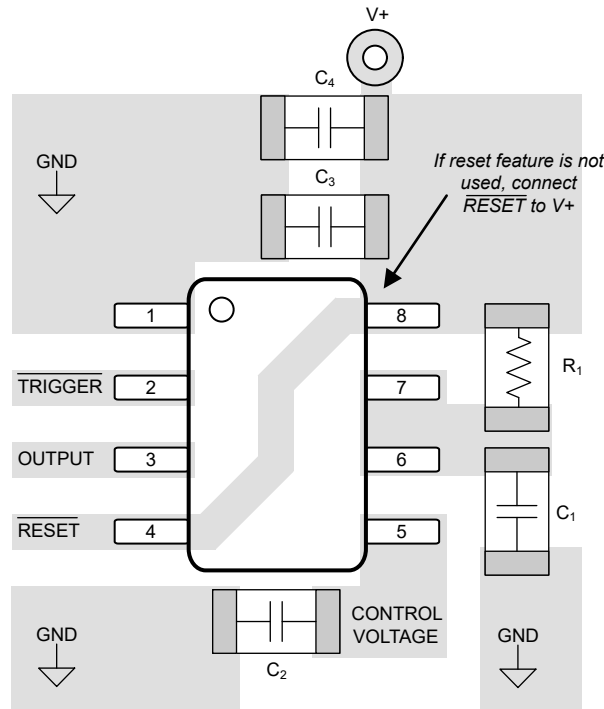 V+
C4
GND
C3
If reset feature is not
used, connect
RESET to V+
1
8
R1
TRIGGER
2
7
OUTPUT
3
6
RESET
4
5
C1
CONTROL
VOLTAGE
GND
C2
GND